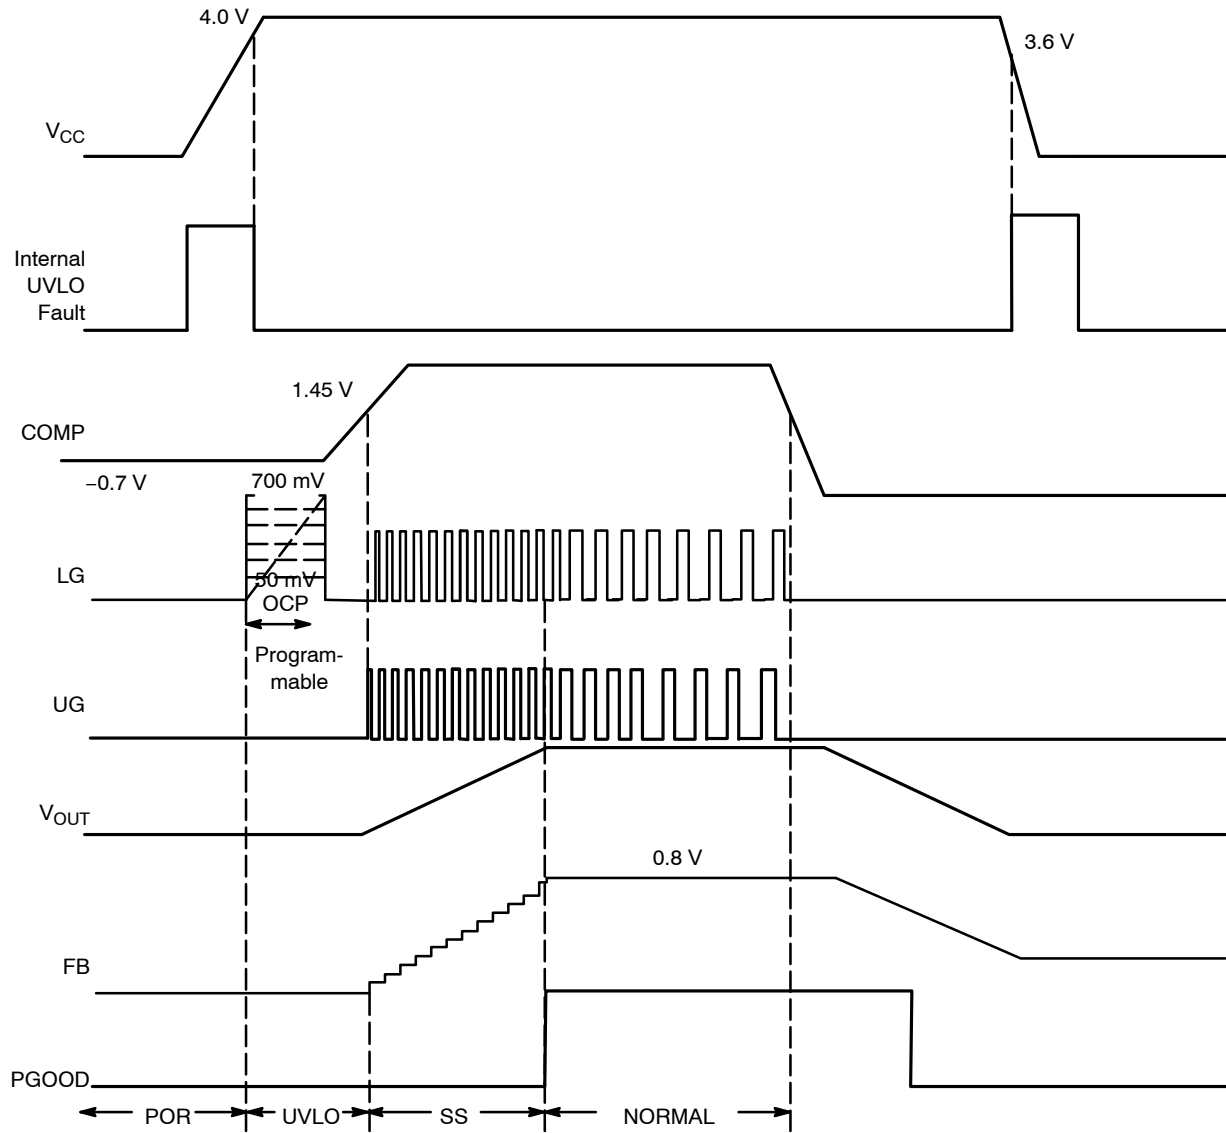 4.0 V
3.6 V
VCC
Internal
UVLO
Fault
1.45 V
COMP
−0.7 V
700 mV
LG
50 mV
OCP
Program-
mable
UG
VOUT
0.8 V
FB
PGOOD
POR
UVLO
SS
NORMAL